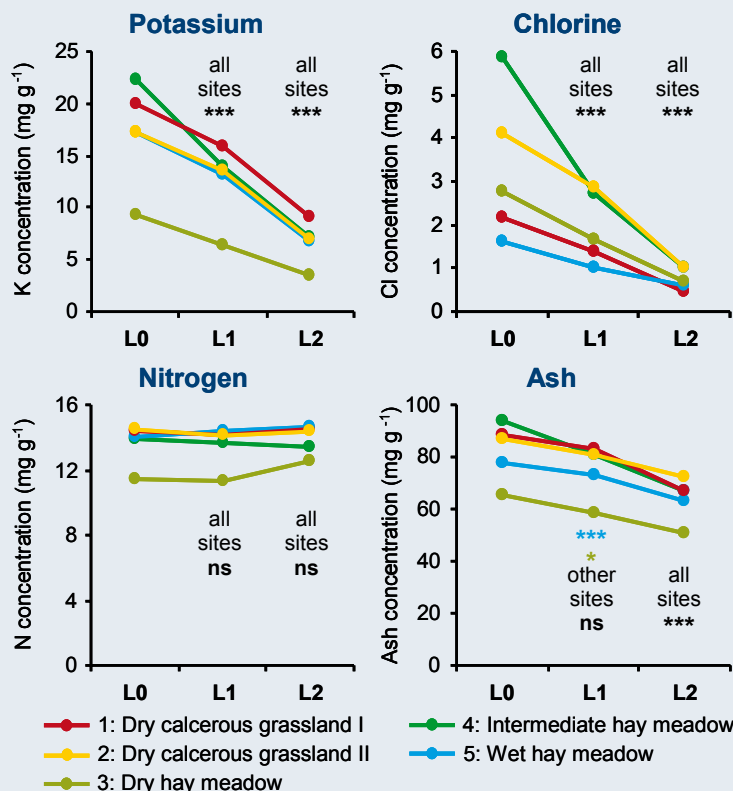 Potassium
K concentration (mg g⁻¹)
25
20
15
10
5
0
all
sites
***
all
sites
***
L0 L1 L2
Chlorine
Cl concentration (mg g⁻¹)
6
5
4
3
2
1
0
all
sites
***
all
sites
***
L0 L1 L2
Nitrogen
N concentration (mg g⁻¹)
16
12
8
4
0
all
sites
ns
all
sites
ns
L0 L1 L2
Ash
Ash concentration (mg g⁻¹)
100
80
60
40
20
0
***
*
other
sites
ns
all
sites
***
L0 L1 L2
1: Dry calcerous grassland I
2: Dry calcerous grassland II
3: Dry hay meadow
4: Intermediate hay meadow
5: Wet hay meadow